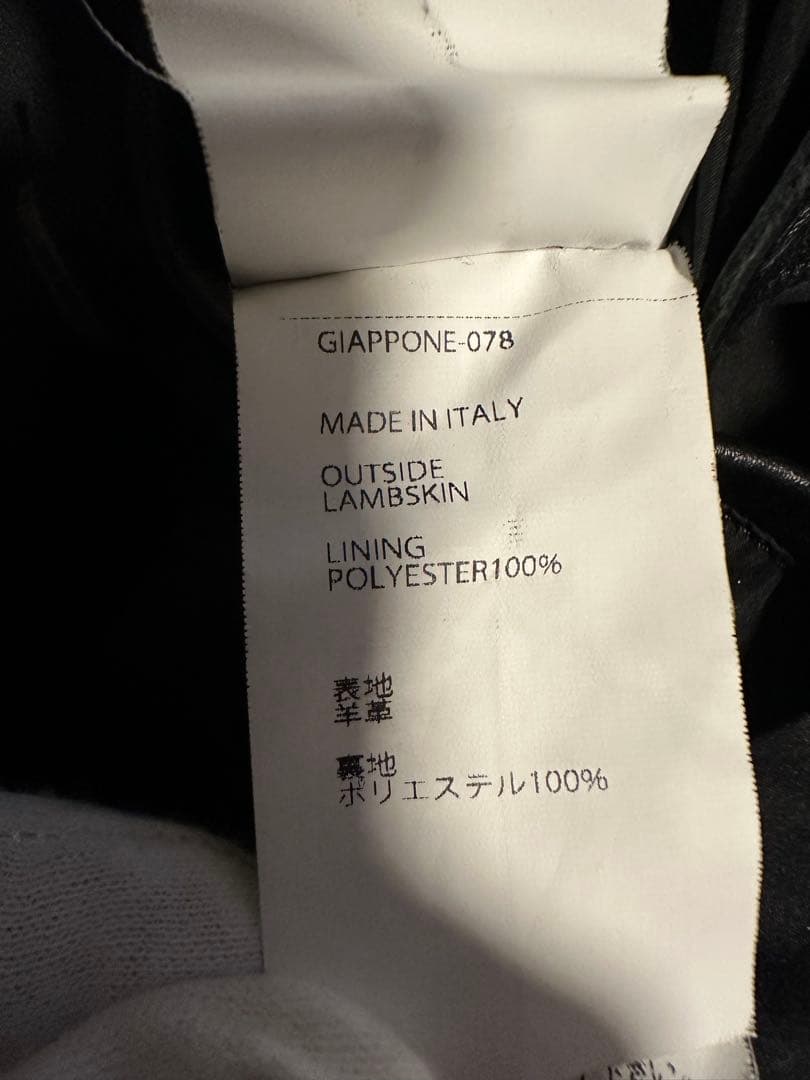 GIAPPONE-078
MADE IN ITALY
OUTSIDE
LAMBSKIN
LINING
POLYESTER100%
表地
羊革
裏地
ポリエステル100%